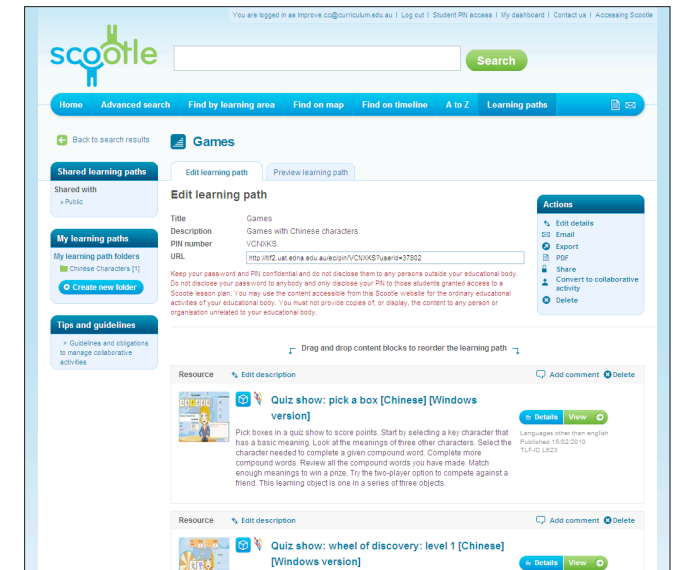 You are logged in as improve.cc@curriculum.edu.au | Log out | Student PIN access | My dashboard | Contact us | Accessing Scootle
scootle
Search
Home Advanced search Find by learning area Find on map Find on timeline A to Z Learning paths
Back to search results
Games
Shared learning paths
Shared with
» Public
My learning paths
My learning path folders
Chinese Characters [1]
Create new folder
Tips and guidelines
» Guidelines and obligations
to manage collaborative
activities
Edit learning path Preview learning path
Edit learning path
Title Games
Description Games with Chinese characters.
PIN number VCNXKS
URL http://tlf2.uat.edna.edu.au/ec/pin/VCNXKS?userid=37802
Keep your password and PIN confidential and do not disclose them to any persons outside your educational body.
Do not disclose your password to anybody and only disclose your PIN to those students granted access to a
Scootle lesson plan. You may use the content accessible from this Scootle website for the ordinary educational
activities of your educational body. You must not provide copies of, or display, the content to any person or
organisation unrelated to your educational body.
Actions
Edit details
Email
Export
PDF
Share
Convert to collaborative
activity
Delete
Drag and drop content blocks to reorder the learning path
Resource Edit description Add comment Delete
Quiz show: pick a box [Chinese] [Windows
version]
Pick boxes in a quiz show to score points. Start by selecting a key character that
has a basic meaning. Look at the meanings of three other characters. Select the
character needed to complete a given compound word. Complete more
compound words. Review all the compound words you have made. Match
enough meanings to win a prize. Try the two-player option to compete against a
friend. This learning object is one in a series of three objects.
Details View
Languages other than english
Published 15/02/2010
TLF-ID L623
Resource Edit description Add comment Delete
Quiz show: wheel of discovery: level 1 [Chinese]
[Windows version]
Details View